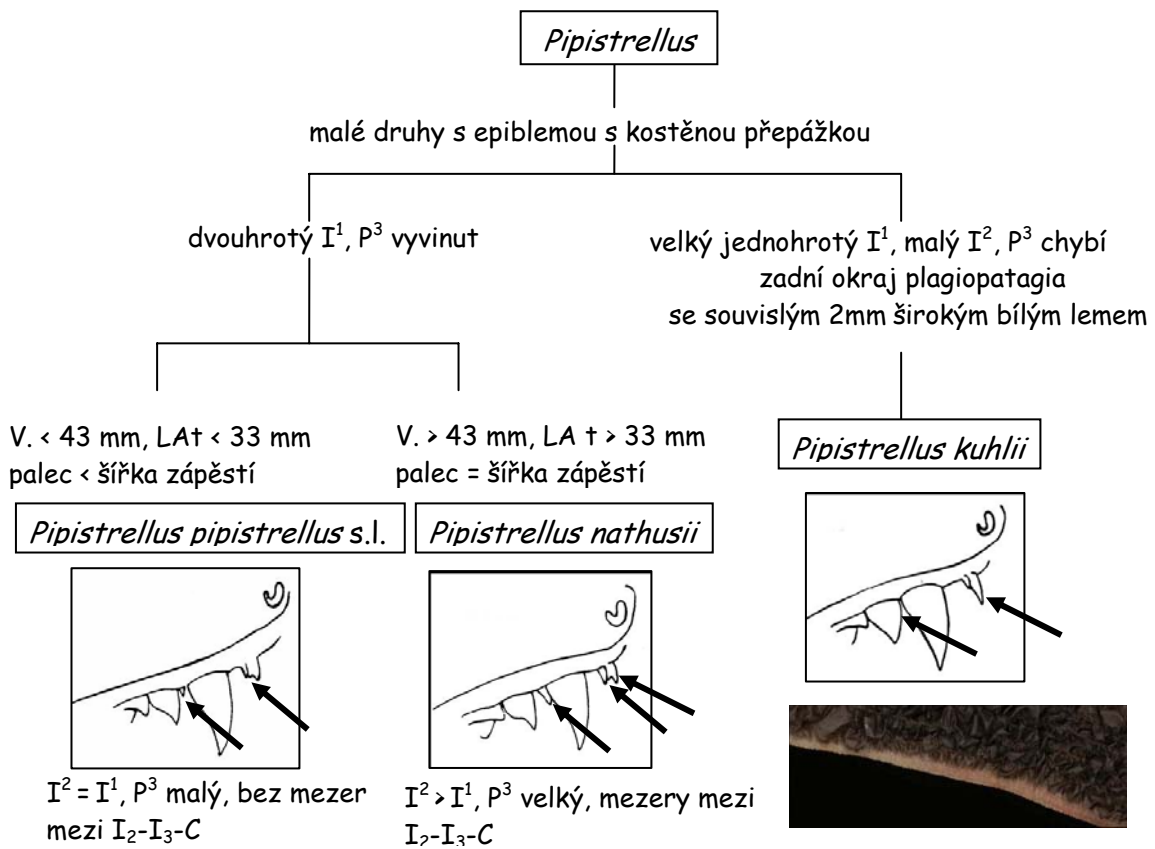 Pipistrellus
malé druhy s epiblemou s kostěnou přepážkou
dvouhrotý I¹, P³ vyvinut
velký jednohrotý I¹, malý I², P³ chybí
zadní okraj plagiopatagia
se souvislým 2mm širokým bílým lemem
V. < 43 mm, LAt < 33 mm
palec < šířka zápěstí
Pipistrellus pipistrellus s.l.
I² = I¹, P³ malý, bez mezer
mezi I₂-I₃-C
V. > 43 mm, LA t > 33 mm
palec = šířka zápěstí
Pipistrellus nathusii
I² > I¹, P³ velký, mezery mezi
I₂-I₃-C
Pipistrellus kuhlii